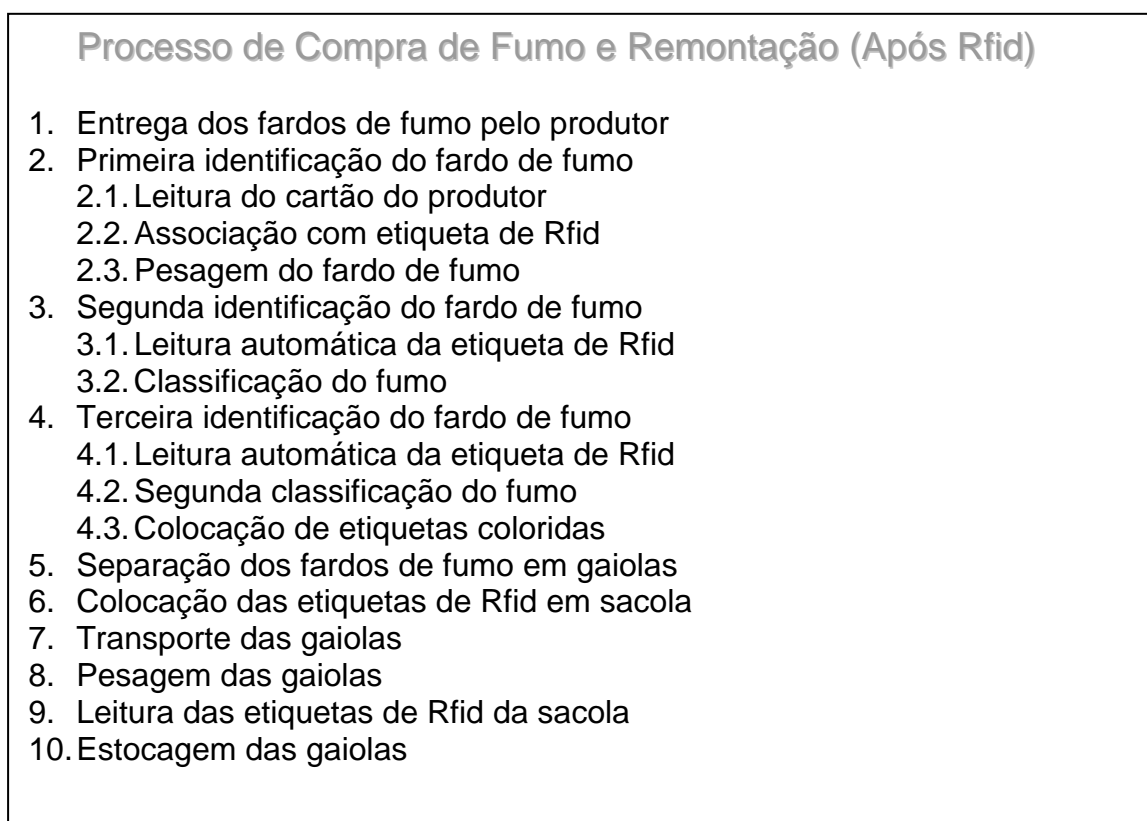 Processo de Compra de Fumo e Remontação (Após Rfid)
1. Entrega dos fardos de fumo pelo produtor
2. Primeira identificação do fardo de fumo
2.1. Leitura do cartão do produtor
2.2. Associação com etiqueta de Rfid
2.3. Pesagem do fardo de fumo
3. Segunda identificação do fardo de fumo
3.1. Leitura automática da etiqueta de Rfid
3.2. Classificação do fumo
4. Terceira identificação do fardo de fumo
4.1. Leitura automática da etiqueta de Rfid
4.2. Segunda classificação do fumo
4.3. Colocação de etiquetas coloridas
5. Separação dos fardos de fumo em gaiolas
6. Colocação das etiquetas de Rfid em sacola
7. Transporte das gaiolas
8. Pesagem das gaiolas
9. Leitura das etiquetas de Rfid da sacola
10. Estocagem das gaiolas